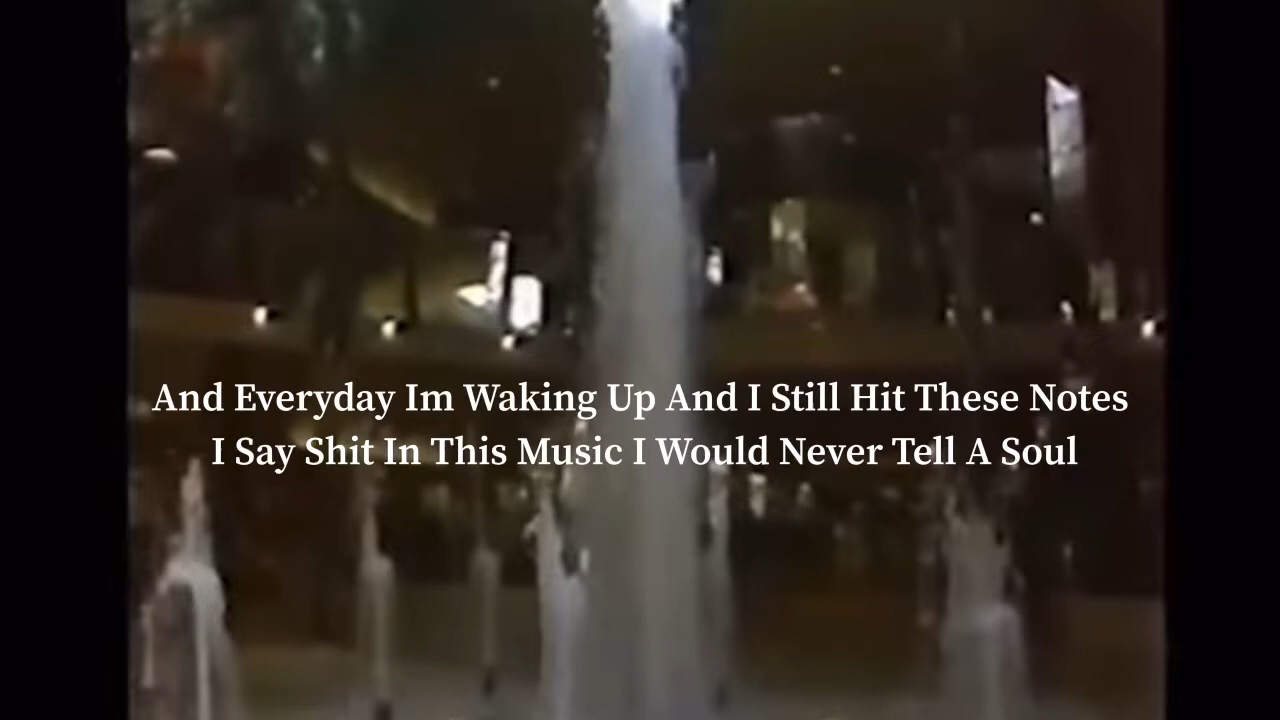 And Everyday Im Waking Up And I Still Hit These Notes
I Say Shit In This Music I Would Never Tell A Soul